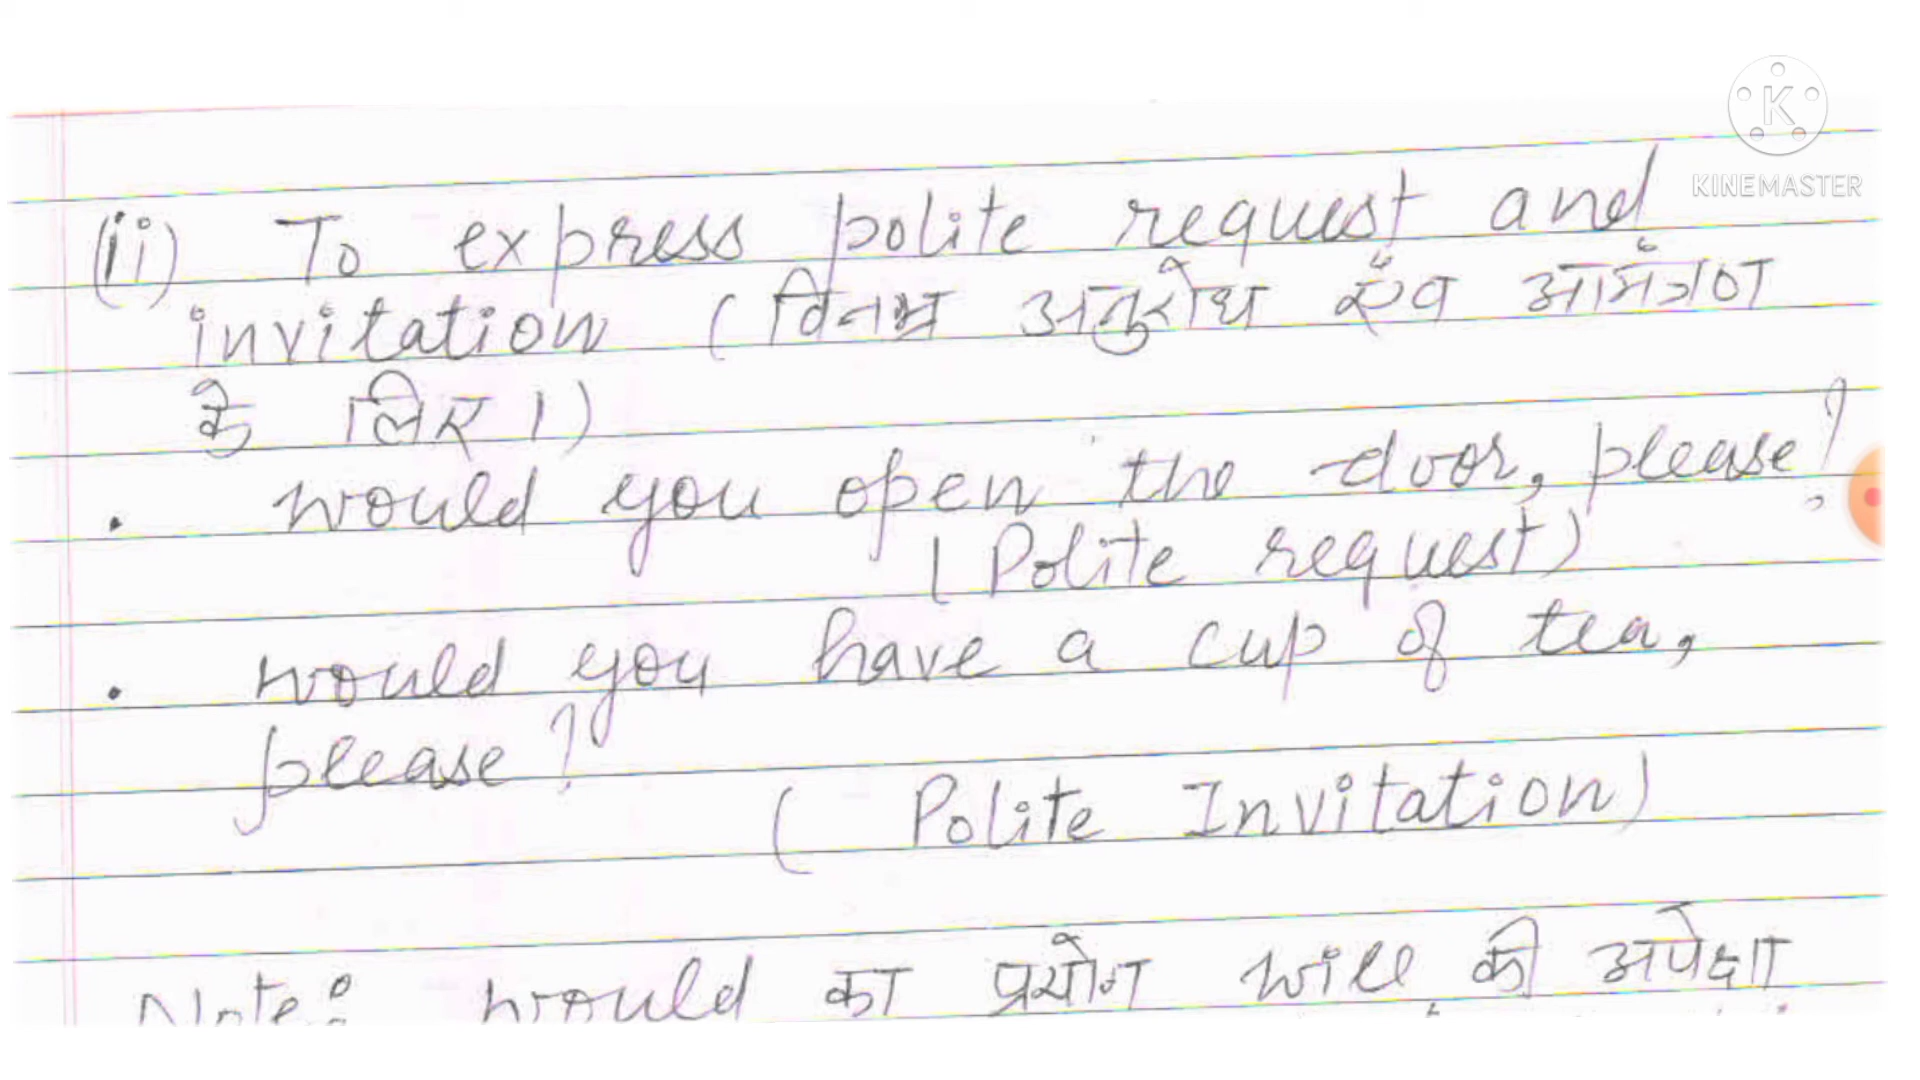 KINEMASTER
(ii) To express polite request and
invitation (विनम्र अनुरोध एंव आमंत्रण
के लिए।)
• would you open the door, please?
(Polite request)
• would you have a cup of tea,
please?
( Polite Invitation)
Note: would का प्रयोग will की अपेक्षा